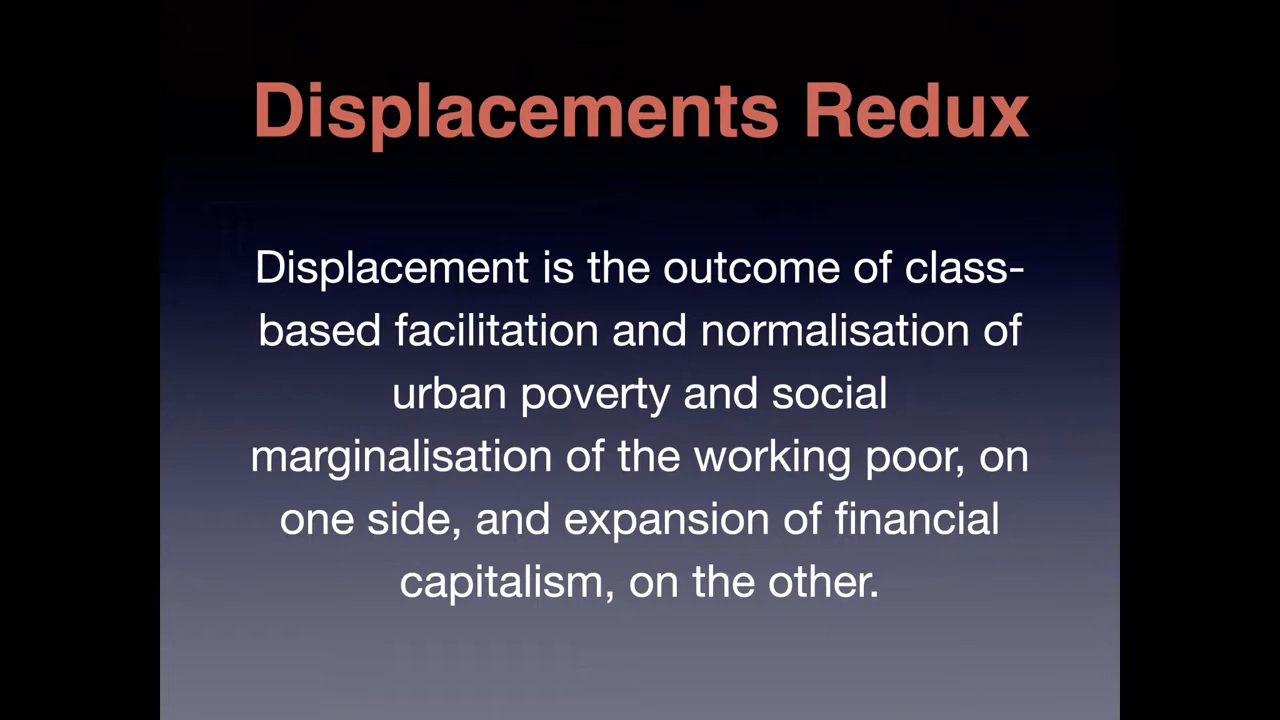 Displacements Redux
Displacement is the outcome of class-
based facilitation and normalisation of
urban poverty and social
marginalisation of the working poor, on
one side, and expansion of financial
capitalism, on the other.